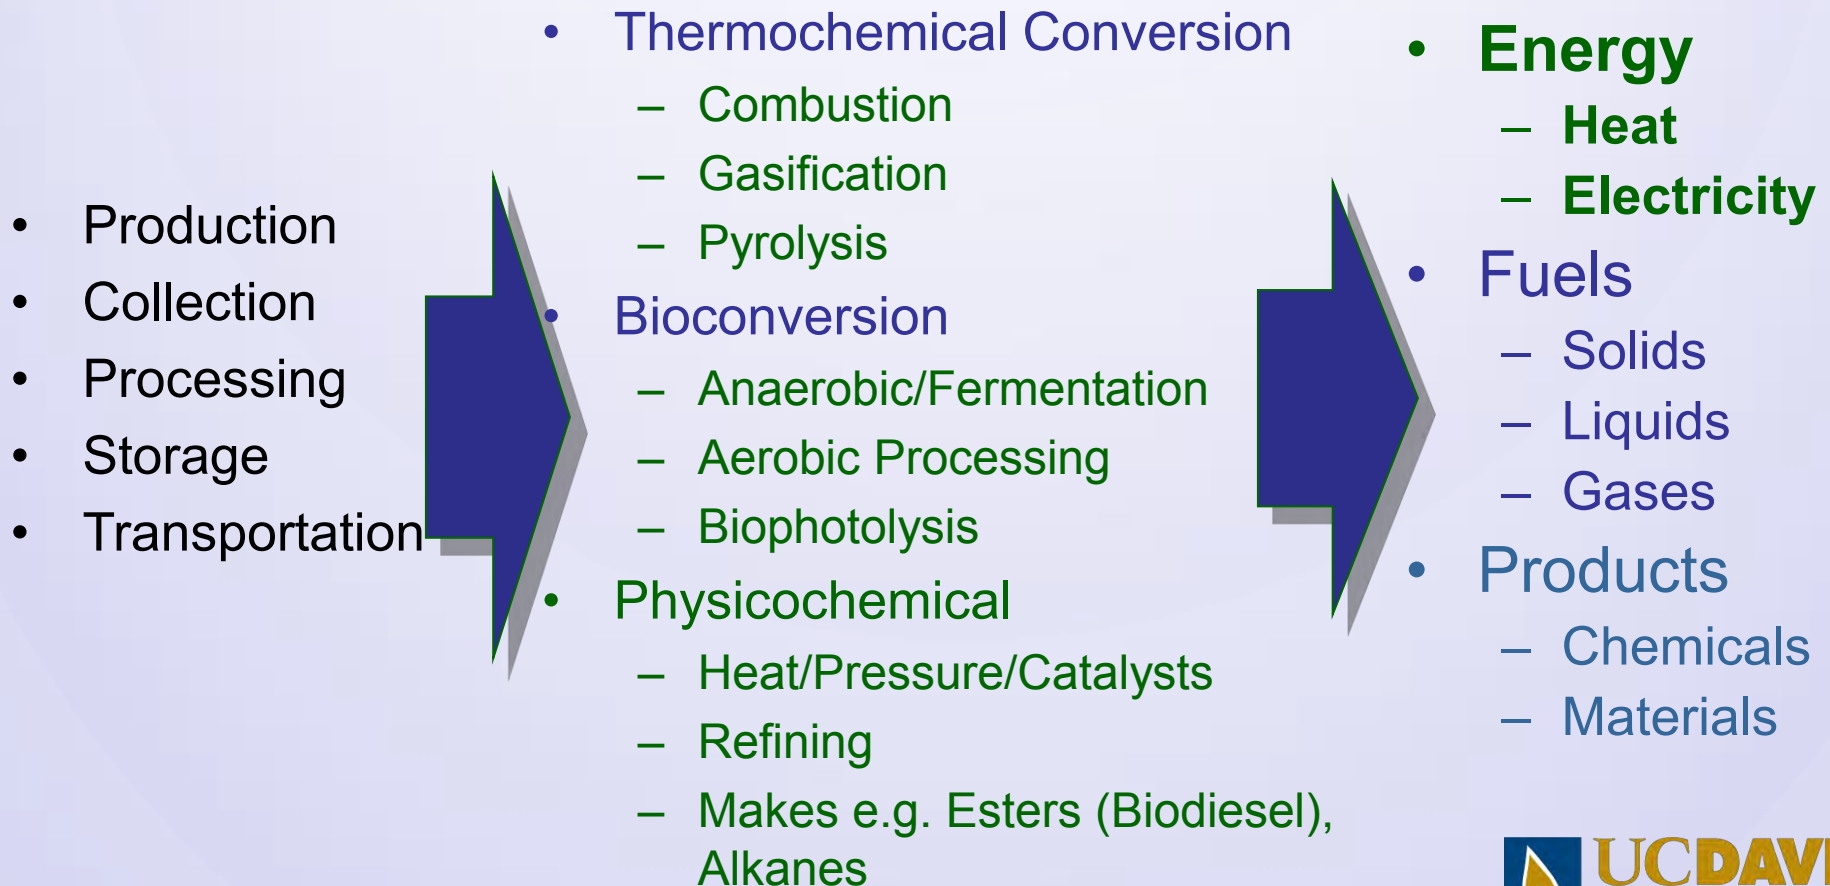 • Production
• Collection
• Processing
• Storage
• Transportation
• Thermochemical Conversion
– Combustion
– Gasification
– Pyrolysis
• Bioconversion
– Anaerobic/Fermentation
– Aerobic Processing
– Biophotolysis
• Physicochemical
– Heat/Pressure/Catalysts
– Refining
– Makes e.g. Esters (Biodiesel),
Alkanes
• Energy
– Heat
– Electricity
• Fuels
– Solids
– Liquids
– Gases
• Products
– Chemicals
– Materials
UCDAV